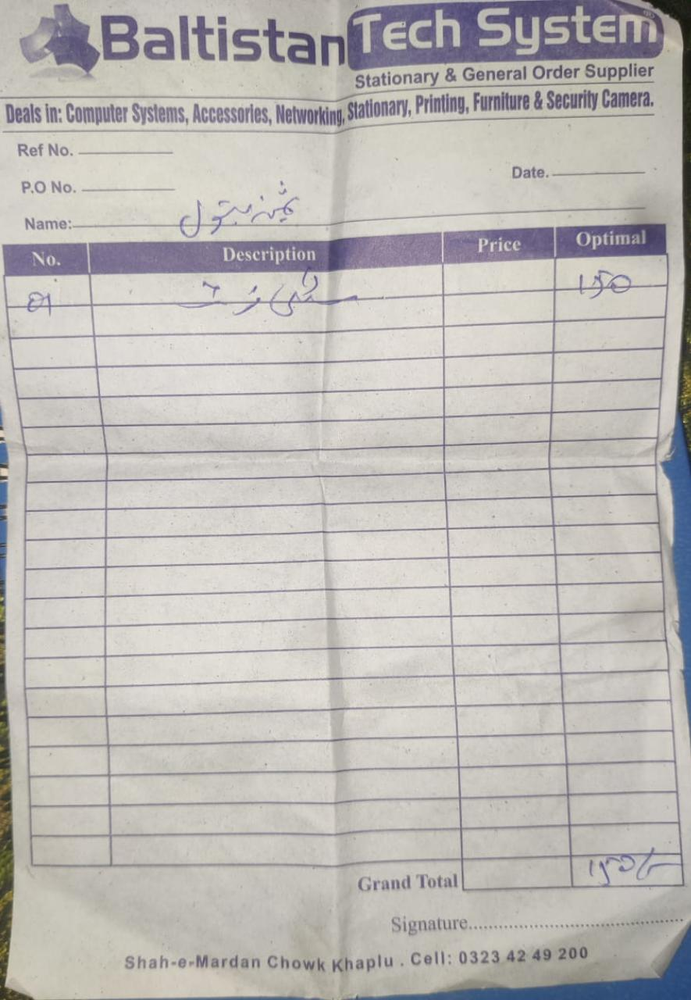 Baltistan Tech System
Stationary & General Order Supplier
Deals in: Computer Systems, Accessories, Networking, Stationary, Printing, Furniture & Security Camera.
Ref No.
P.O No.
Date.
Name: بتول
No. Description Price Optimal
01 150
Grand Total 150/-
Signature
Shah-e-Mardan Chowk Khaplu . Cell: 0323 42 49 200